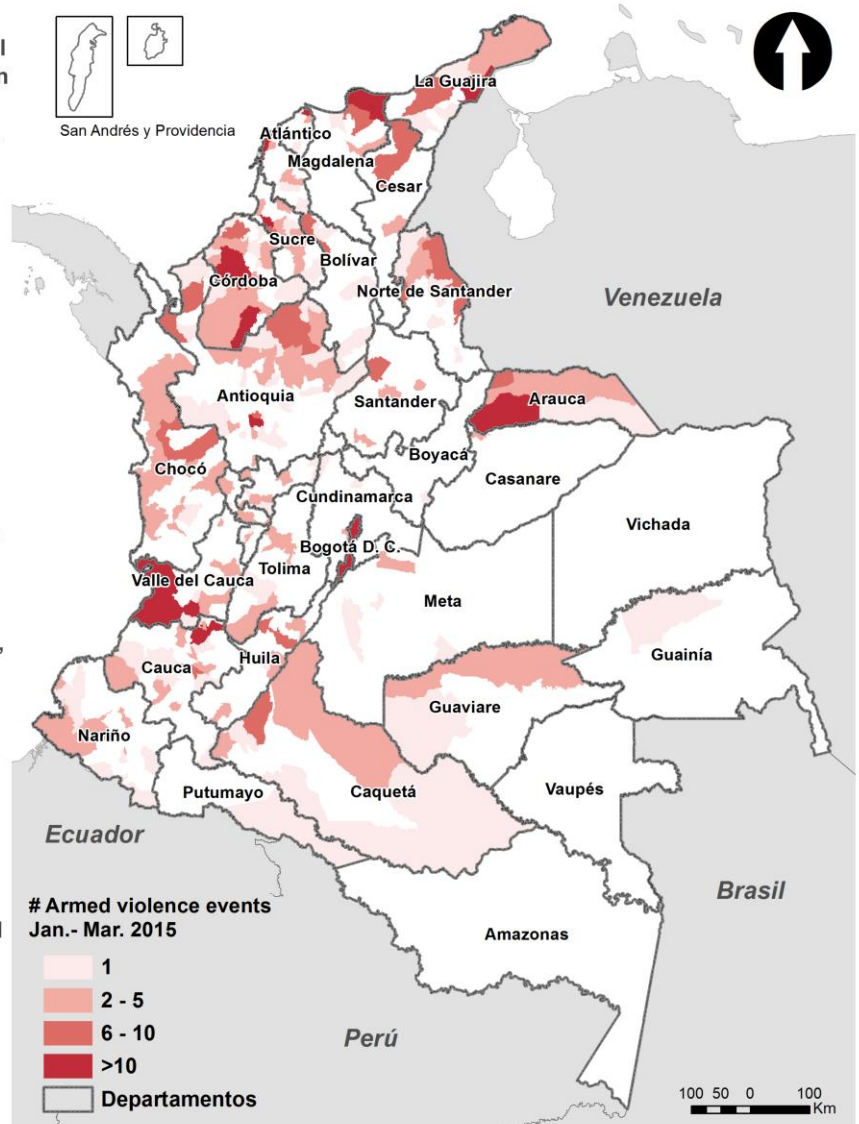 l
n
San Andrés y Providencia
La Guajira
Atlántico
Magdalena
Cesar
Sucre
Bolívar
Córdoba
Norte de Santander
Venezuela
Antioquia
Santander
Arauca
Boyacá
Chocó
Casanare
Cundinamarca
Vichada
Bogotá D. C.
Valle del Cauca
Tolima
Meta
Guainía
Cauca
Huila
Guaviare
Nariño
Putumayo
Caquetá
Vaupés
Ecuador
Brasil
# Armed violence events
Jan.- Mar. 2015
Amazonas
1
2 - 5
6 - 10
>10
Departamentos
Perú
100 50 0 100
Km